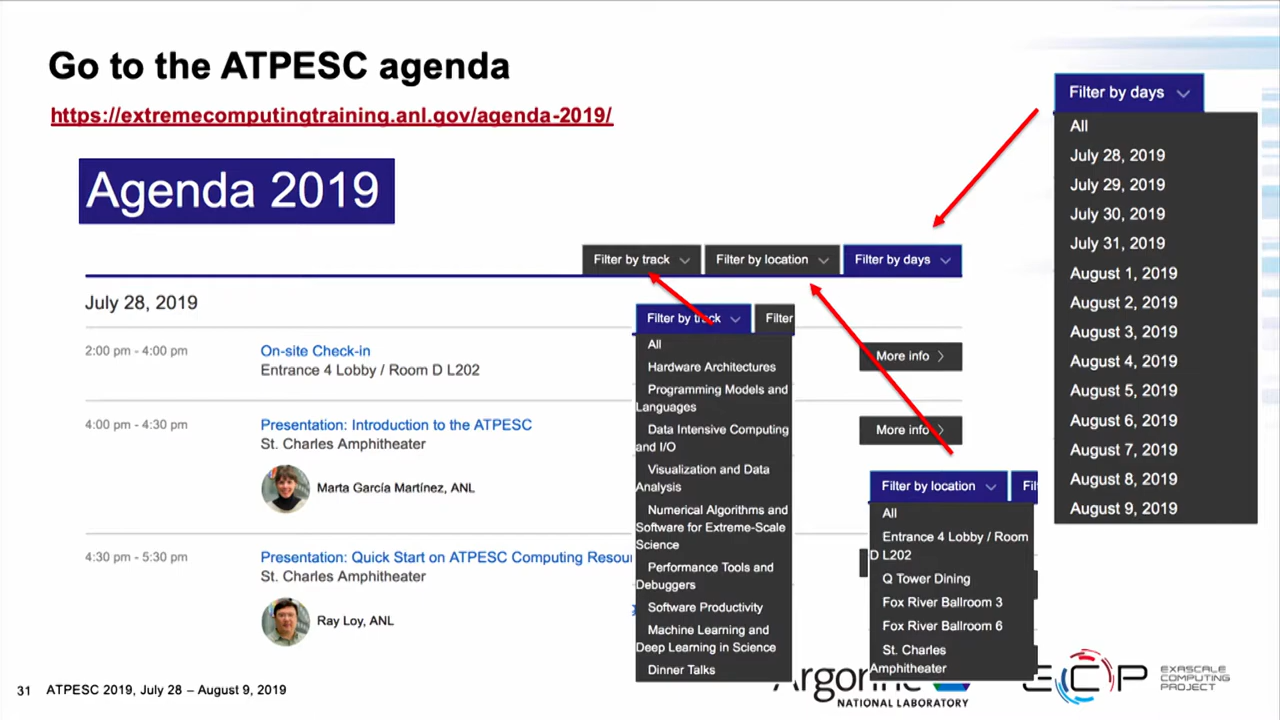 Go to the ATPESC agenda
https://extremecomputingtraining.anl.gov/agenda-2019/
Agenda 2019
Filter by track
Filter by location
Filter by days
July 28, 2019
2:00 pm - 4:00 pm
On-site Check-in
Entrance 4 Lobby / Room D L202
More info
4:00 pm - 4:30 pm
Presentation: Introduction to the ATPESC
St. Charles Amphitheater
More info
Marta García Martínez, ANL
4:30 pm - 5:30 pm
Presentation: Quick Start on ATPESC Computing Resou
St. Charles Amphitheater
Ray Loy, ANL
Filter by track
Filter
All
Hardware Architectures
Programming Models and
Languages
Data Intensive Computing
and I/O
Visualization and Data
Analysis
Numerical Algorithms and
Software for Extreme-Scale
Science
Performance Tools and
Debuggers
Software Productivity
Machine Learning and
Deep Learning in Science
Dinner Talks
Filter by location
All
Entrance 4 Lobby / Room
D L202
Q Tower Dining
Fox River Ballroom 3
Fox River Ballroom 6
St. Charles
Amphitheater
Filter by days
All
July 28, 2019
July 29, 2019
July 30, 2019
July 31, 2019
August 1, 2019
August 2, 2019
August 3, 2019
August 4, 2019
August 5, 2019
August 6, 2019
August 7, 2019
August 8, 2019
August 9, 2019
31 ATPESC 2019, July 28 – August 9, 2019
Argonne
NATIONAL LABORATORY
ECP
EXASCALE
COMPUTING
PROJECT